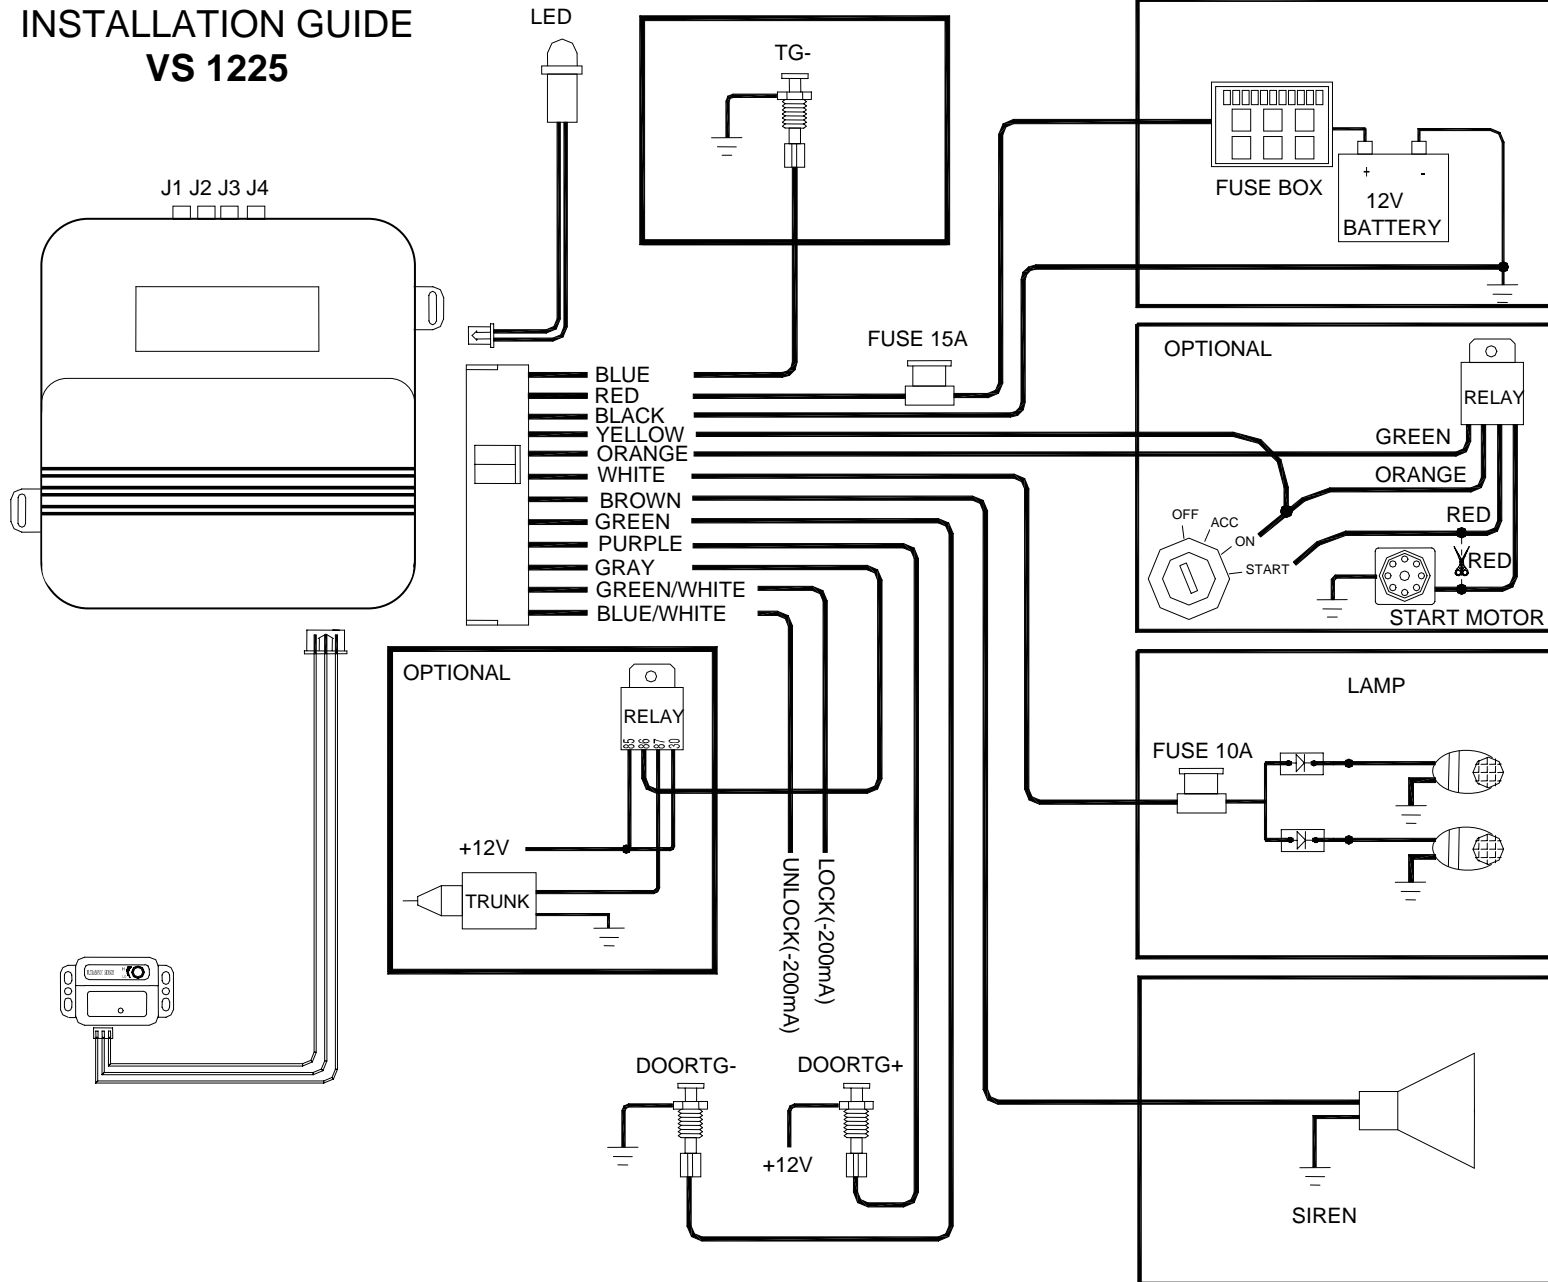 INSTALLATION GUIDE
VS 1225
LED
TG-
J1 J2 J3 J4
FUSE BOX
+ -
12V
BATTERY
FUSE 15A
BLUE
RED
BLACK
YELLOW
ORANGE
WHITE
BROWN
GREEN
PURPLE
GRAY
GREEN/WHITE
BLUE/WHITE
OPTIONAL
RELAY
GREEN
ORANGE
RED
RED
OFF
ACC
ON
START
START MOTOR
OPTIONAL
RELAY
85 86 87 30
+12V
TRUNK
UNLOCK(-200mA)
LOCK(-200mA)
LAMP
FUSE 10A
DOORTG-
DOORTG+
+12V
SIREN